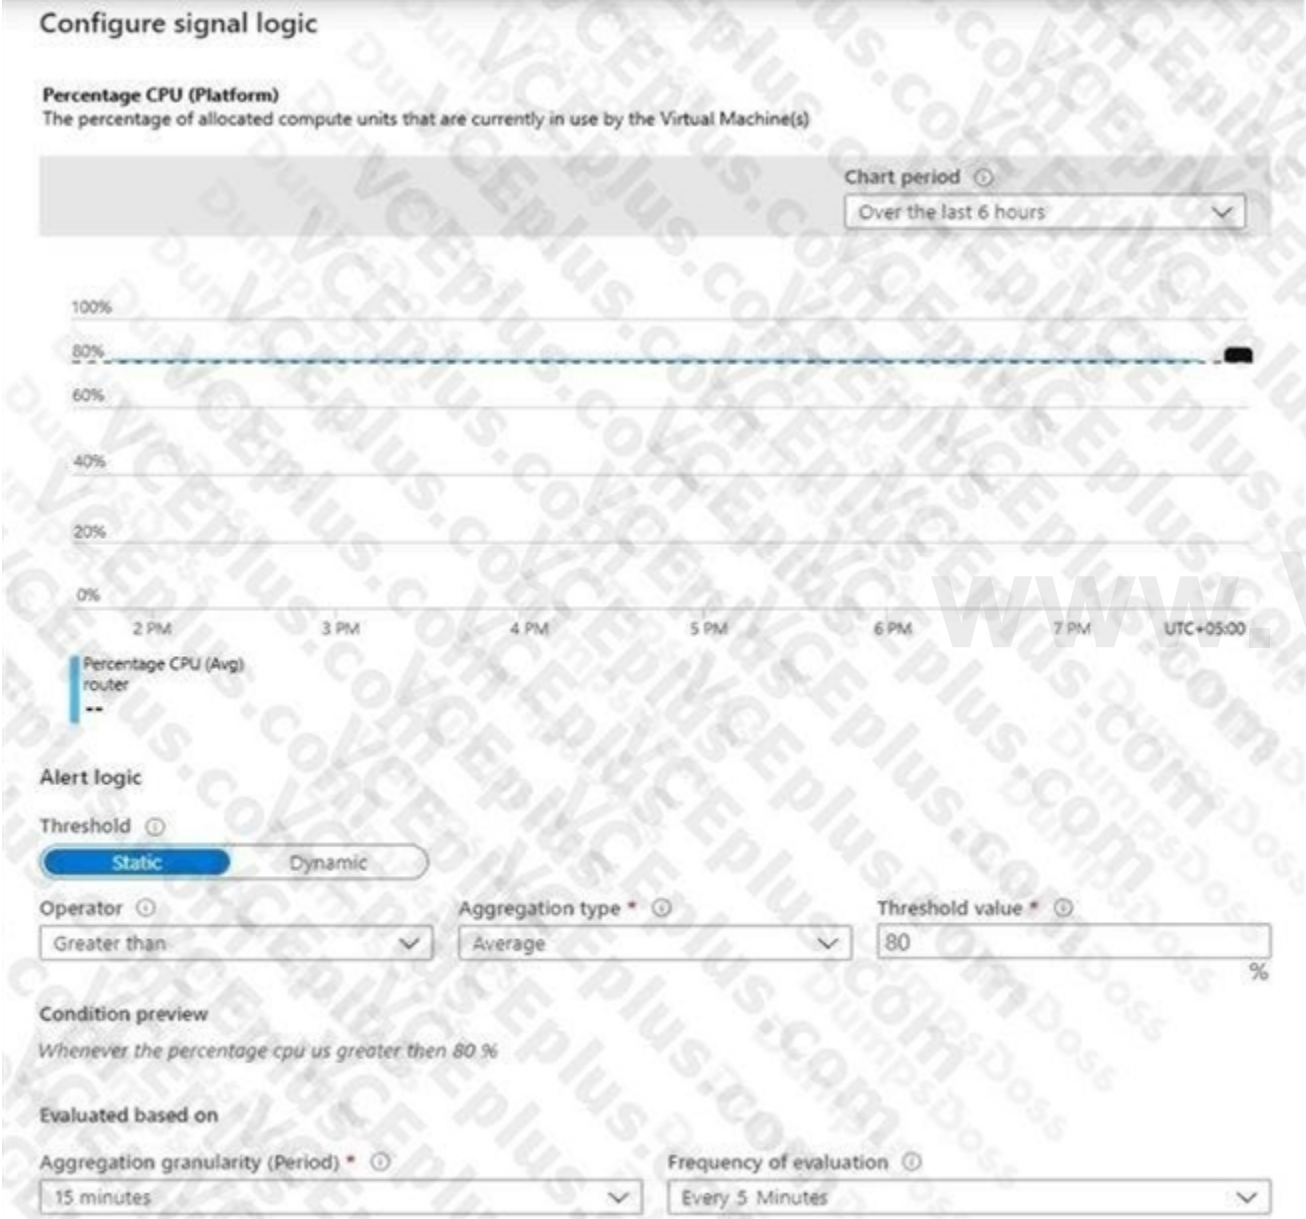 Configure signal logic
Percentage CPU (Platform)
The percentage of allocated compute units that are currently in use by the Virtual Machine(s)
Chart period
Over the last 6 hours
100%
80%
60%
40%
20%
0%
2 PM 3 PM 4 PM 5 PM 6 PM 7 PM UTC+05:00
www.
Percentage CPU (Avg)
router
--
Alert logic
Threshold
Static Dynamic
Operator Aggregation type * Threshold value *
Greater than Average 80
%
Condition preview
Whenever the percentage cpu us greater then 80 %
Evaluated based on
Aggregation granularity (Period) * Frequency of evaluation
15 minutes Every 5 Minutes
VCEplus.com
DumpsDoss